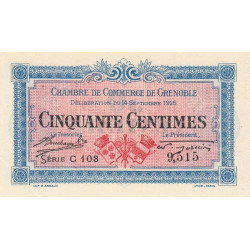 CHAMBRE DE COMMERCE DE GRENOBLE
DÉLIBÉRATION DU 14 SEPTEMBRE 1916
CINQUANTE CENTIMES
Le Trésorier, Le Président,
SÉRIE C 108 9,515